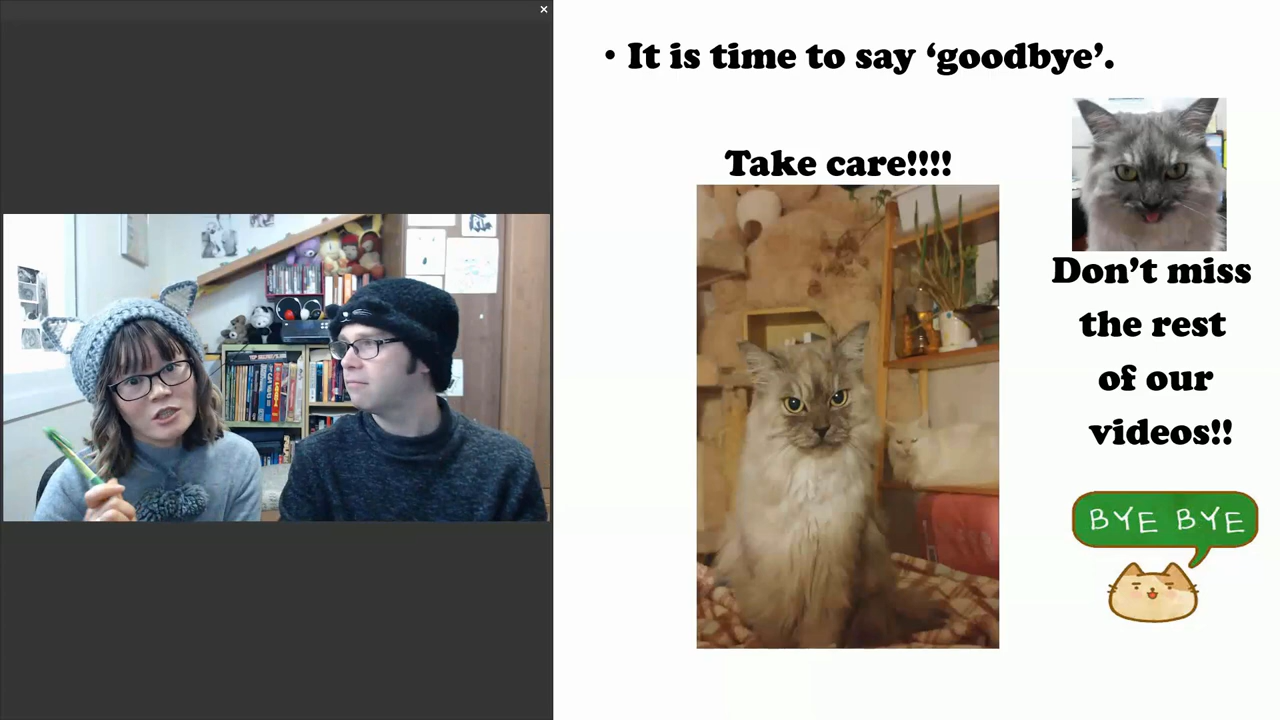 • It is time to say ‘goodbye’.
Take care!!!!
Don’t miss
the rest
of our
videos!!
BYE BYE